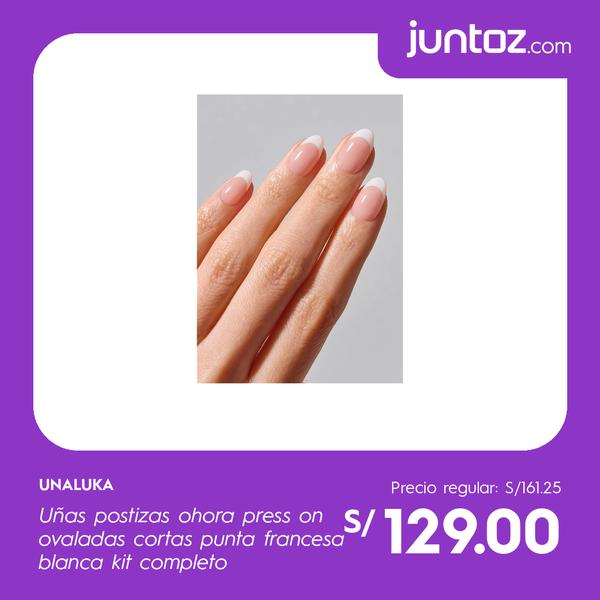 juntoz.com
UNALUKA
Uñas postizas ohora press on
ovaladas cortas punta francesa
blanca kit completo
Precio regular: S/161.25
S/129.00